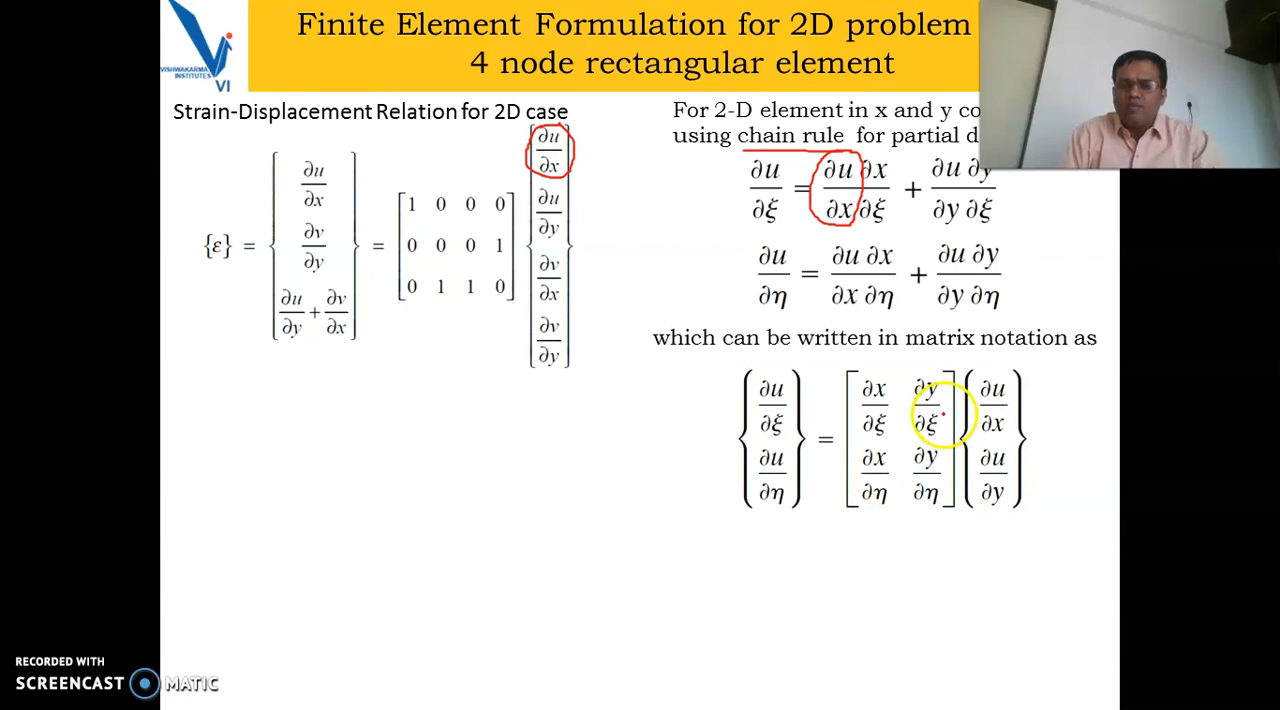 Finite Element Formulation for 2D problem
4 node rectangular element
VISHWAKARMA
INSTITUTES
VI
Strain-Displacement Relation for 2D case
{ε} = { ∂u/∂x ∂v/∂y ∂u/∂y + ∂v/∂x } = [ 1 0 0 0 0 0 0 1 0 1 1 0 ] { ∂u/∂x ∂u/∂y ∂v/∂x ∂v/∂y }
For 2-D element in x and y
using chain rule for partial
∂u/∂ξ = ∂u/∂x ∂x/∂ξ + ∂u/∂y ∂y/∂ξ
∂u/∂η = ∂u/∂x ∂x/∂η + ∂u/∂y ∂y/∂η
which can be written in matrix notation as
{ ∂u/∂ξ ∂u/∂η } = [ ∂x/∂ξ ∂y/∂ξ ∂x/∂η ∂y/∂η ] { ∂u/∂x ∂u/∂y }
RECORDED WITH
SCREENCAST MATIC